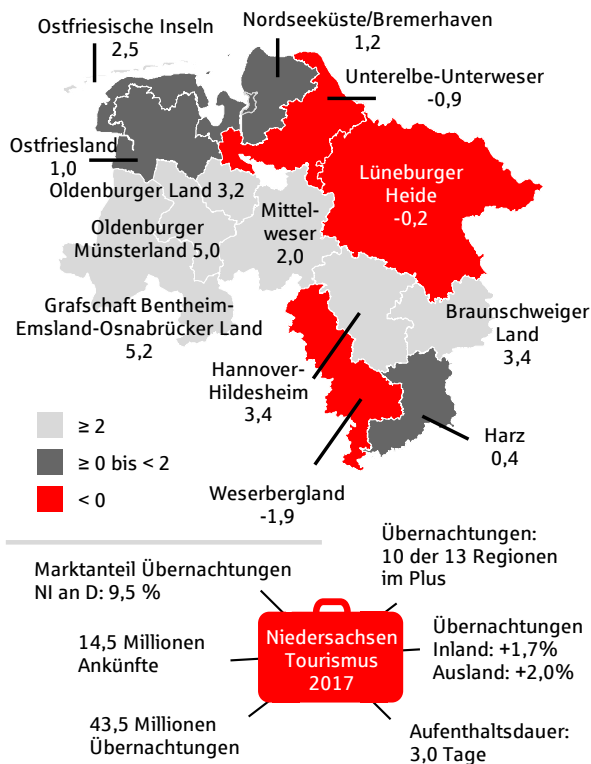 Ostfriesische Inseln
2,5
Nordseeküste/Bremerhaven
1,2
Unterelbe-Unterweser
-0,9
Ostfriesland
1,0
Oldenburger Land 3,2
Lüneburger
Heide
-0,2
Mittel-
weser
2,0
Oldenburger
Münsterland 5,0
Grafschaft Bentheim-
Emsland-Osnabrücker Land
5,2
Braunschweiger
Land
3,4
Hannover-
Hildesheim
3,4
Harz
0,4
Weserbergland
-1,9
≥ 2
≥ 0 bis < 2
< 0
Marktanteil Übernachtungen
NI an D: 9,5 %
Übernachtungen:
10 der 13 Regionen
im Plus
14,5 Millionen
Ankünfte
Niedersachsen
Tourismus
2017
Übernachtungen
Inland: +1,7%
Ausland: +2,0%
43,5 Millionen
Übernachtungen
Aufenthaltsdauer:
3,0 Tage